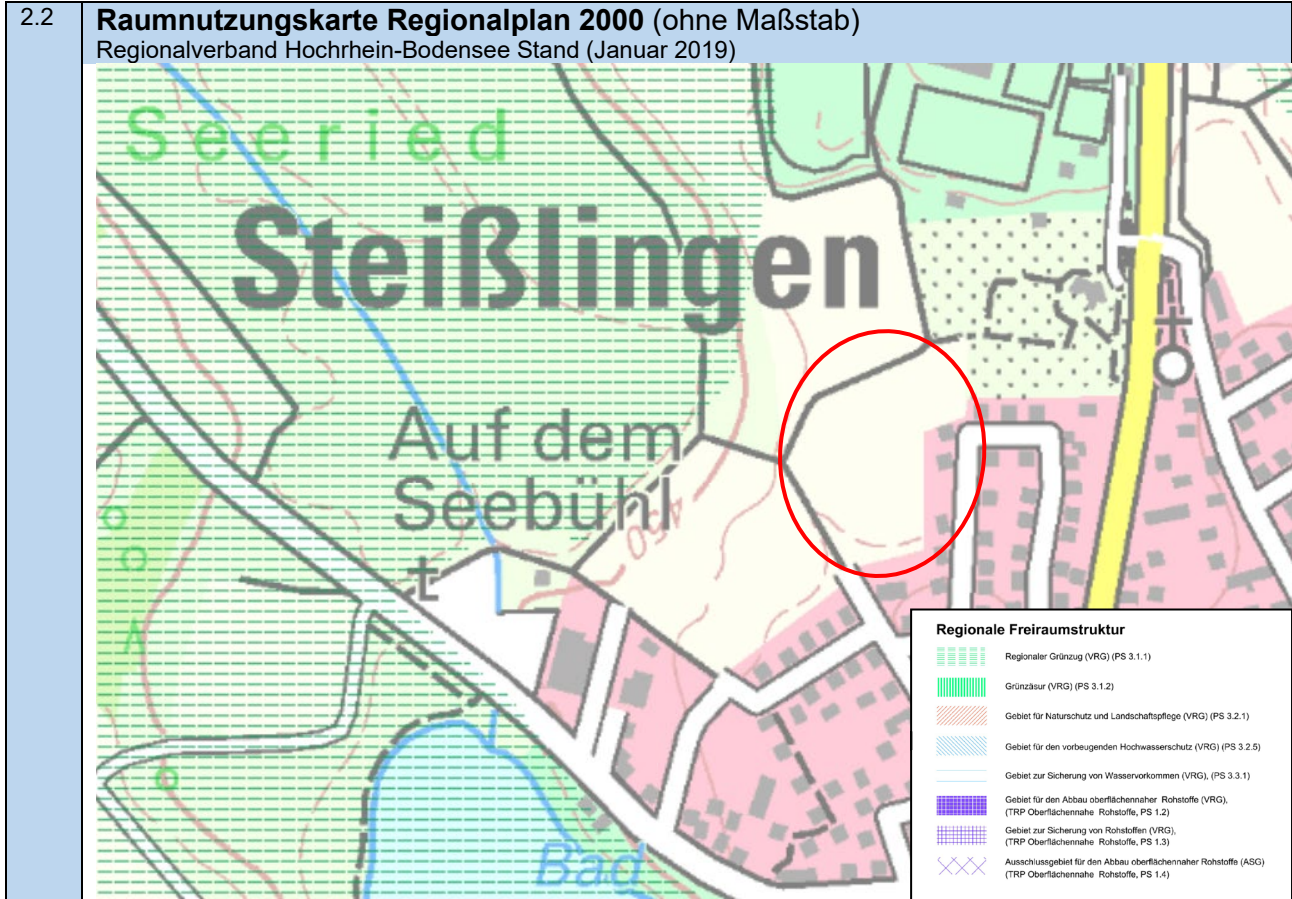 2.2
Raumnutzungskarte Regionalplan 2000 (ohne Maßstab)
Regionalverband Hochrhein-Bodensee Stand (Januar 2019)
Seeried
Steißlingen
Auf dem
Seebühl
450
Bad
Regionale Freiraumstruktur
Regionaler Grünzug (VRG) (PS 3.1.1)
Grünzäsur (VRG) (PS 3.1.2)
Gebiet für Naturschutz und Landschaftspflege (VRG) (PS 3.2.1)
Gebiet für den vorbeugenden Hochwasserschutz (VRG) (PS 3.2.5)
Gebiet zur Sicherung von Wasservorkommen (VRG), (PS 3.3.1)
Gebiet für den Abbau oberflächennaher Rohstoffe (VRG),
(TRP Oberflächennahe Rohstoffe, PS 1.2)
Gebiet zur Sicherung von Rohstoffen (VRG),
(TRP Oberflächennahe Rohstoffe, PS 1.3)
Ausschlussgebiet für den Abbau oberflächennaher Rohstoffe (ASG)
(TRP Oberflächennahe Rohstoffe, PS 1.4)